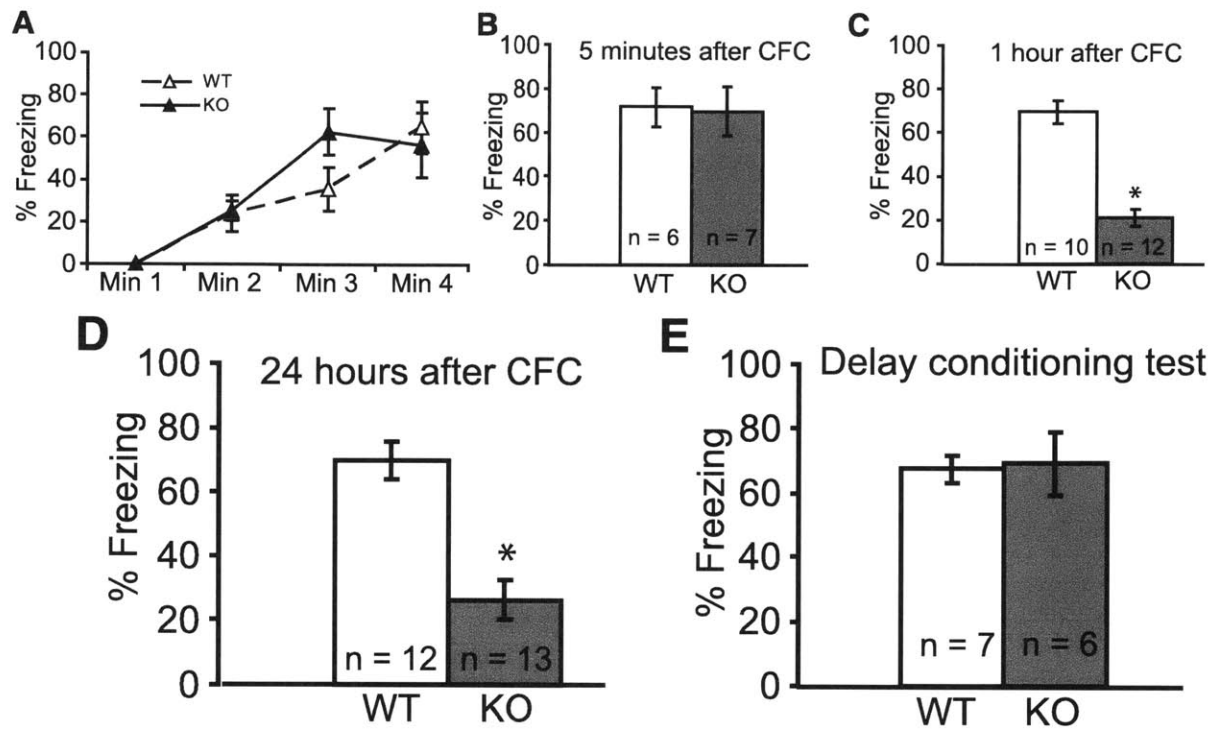 A
% Freezing
100
80
60
40
20
0
WT
KO
Min 1 Min 2 Min 3 Min 4
B
5 minutes after CFC
% Freezing
100
80
60
40
20
0
n = 6 n = 7
WT KO
C
1 hour after CFC
% Freezing
100
80
60
40
20
0
*
n = 10 n = 12
WT KO
D
24 hours after CFC
% Freezing
100
80
60
40
20
0
*
n = 12 n = 13
WT KO
E
Delay conditioning test
% Freezing
100
80
60
40
20
0
n = 7 n = 6
WT KO